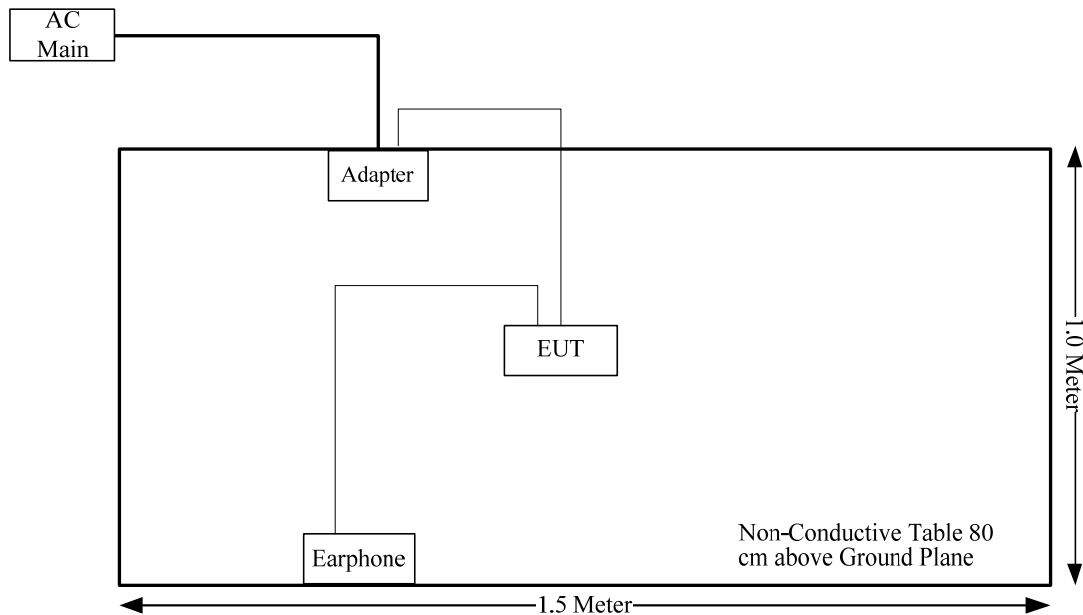 AC
Main
Adapter
EUT
1.0 Meter
Non-Conductive Table 80
cm above Ground Plane
Earphone
1.5 Meter